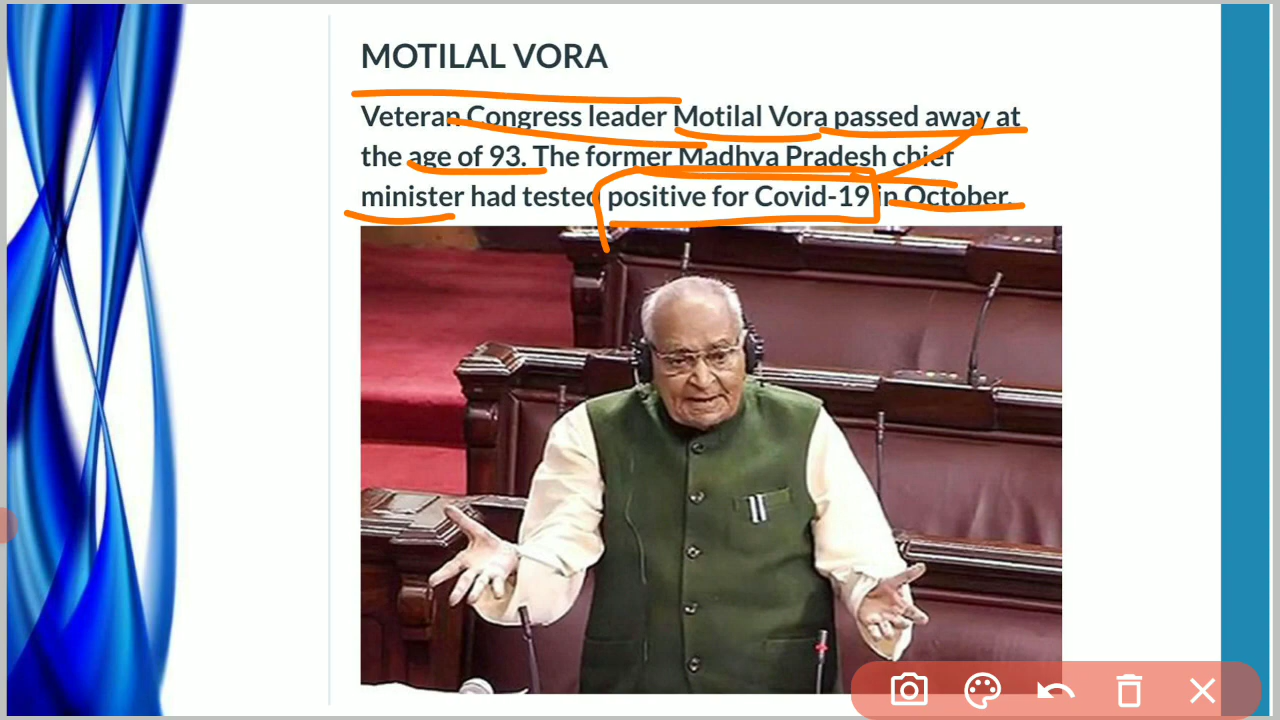 MOTILAL VORA
Veteran Congress leader Motilal Vora passed away at
the age of 93. The former Madhya Pradesh chief
minister had tested positive for Covid-19 in October.